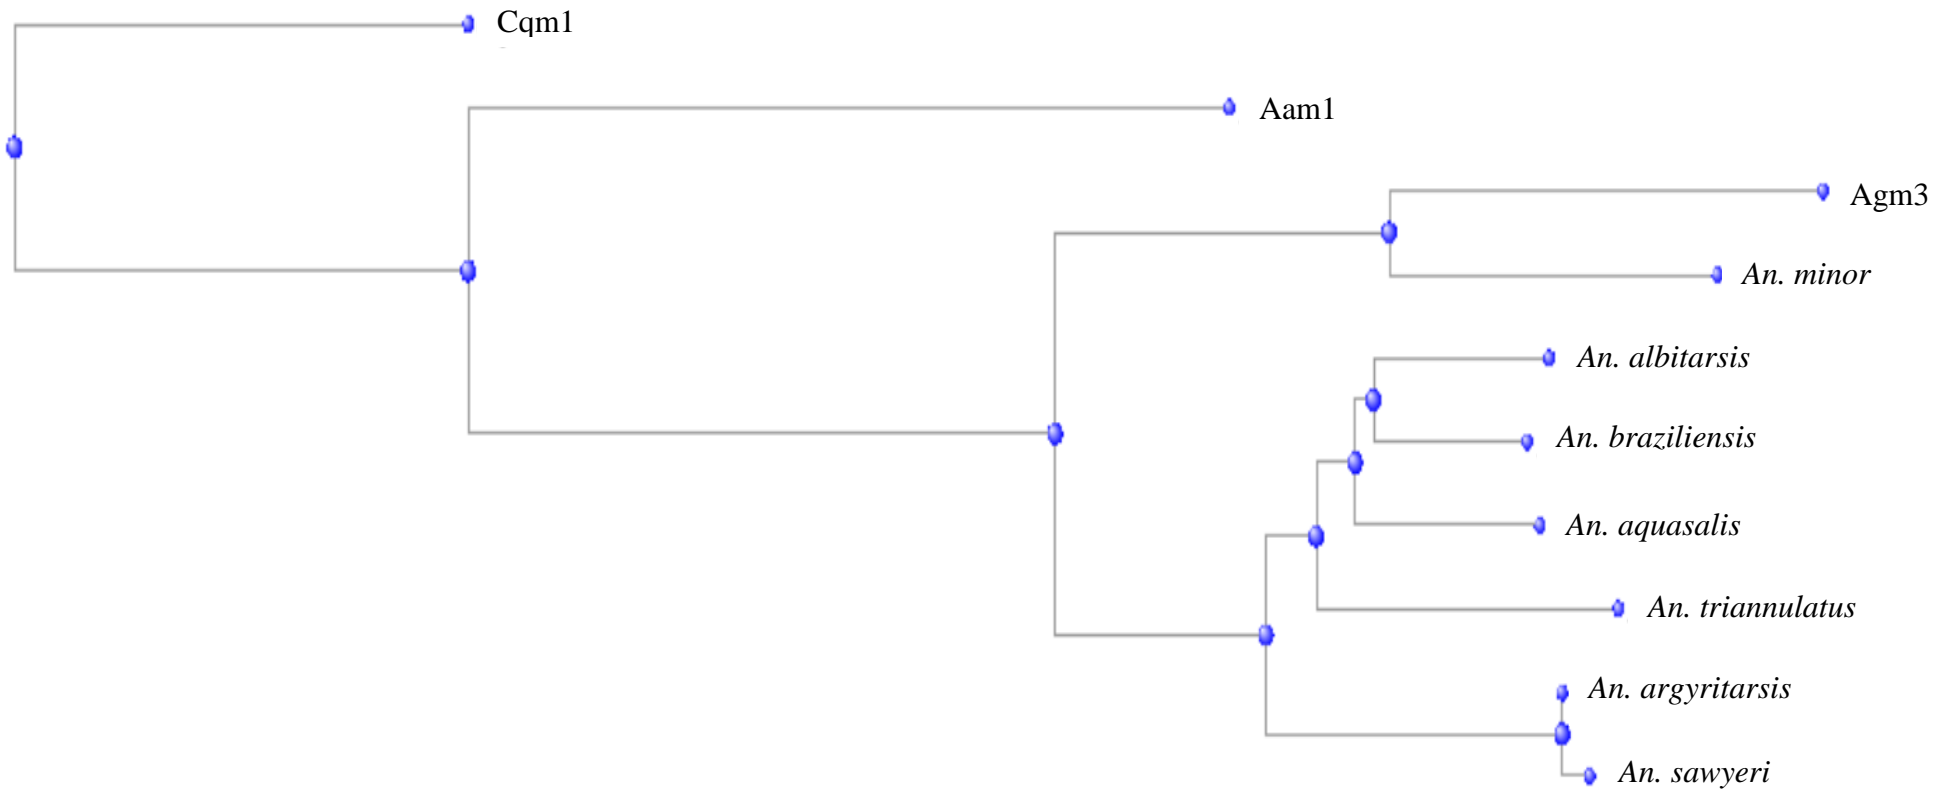 Cqm1
Aam1
Agm3
An. minor
An. albitarsis
An. braziliensis
An. aquasalis
An. triannulatus
An. argyritarsis
An. sawyeri